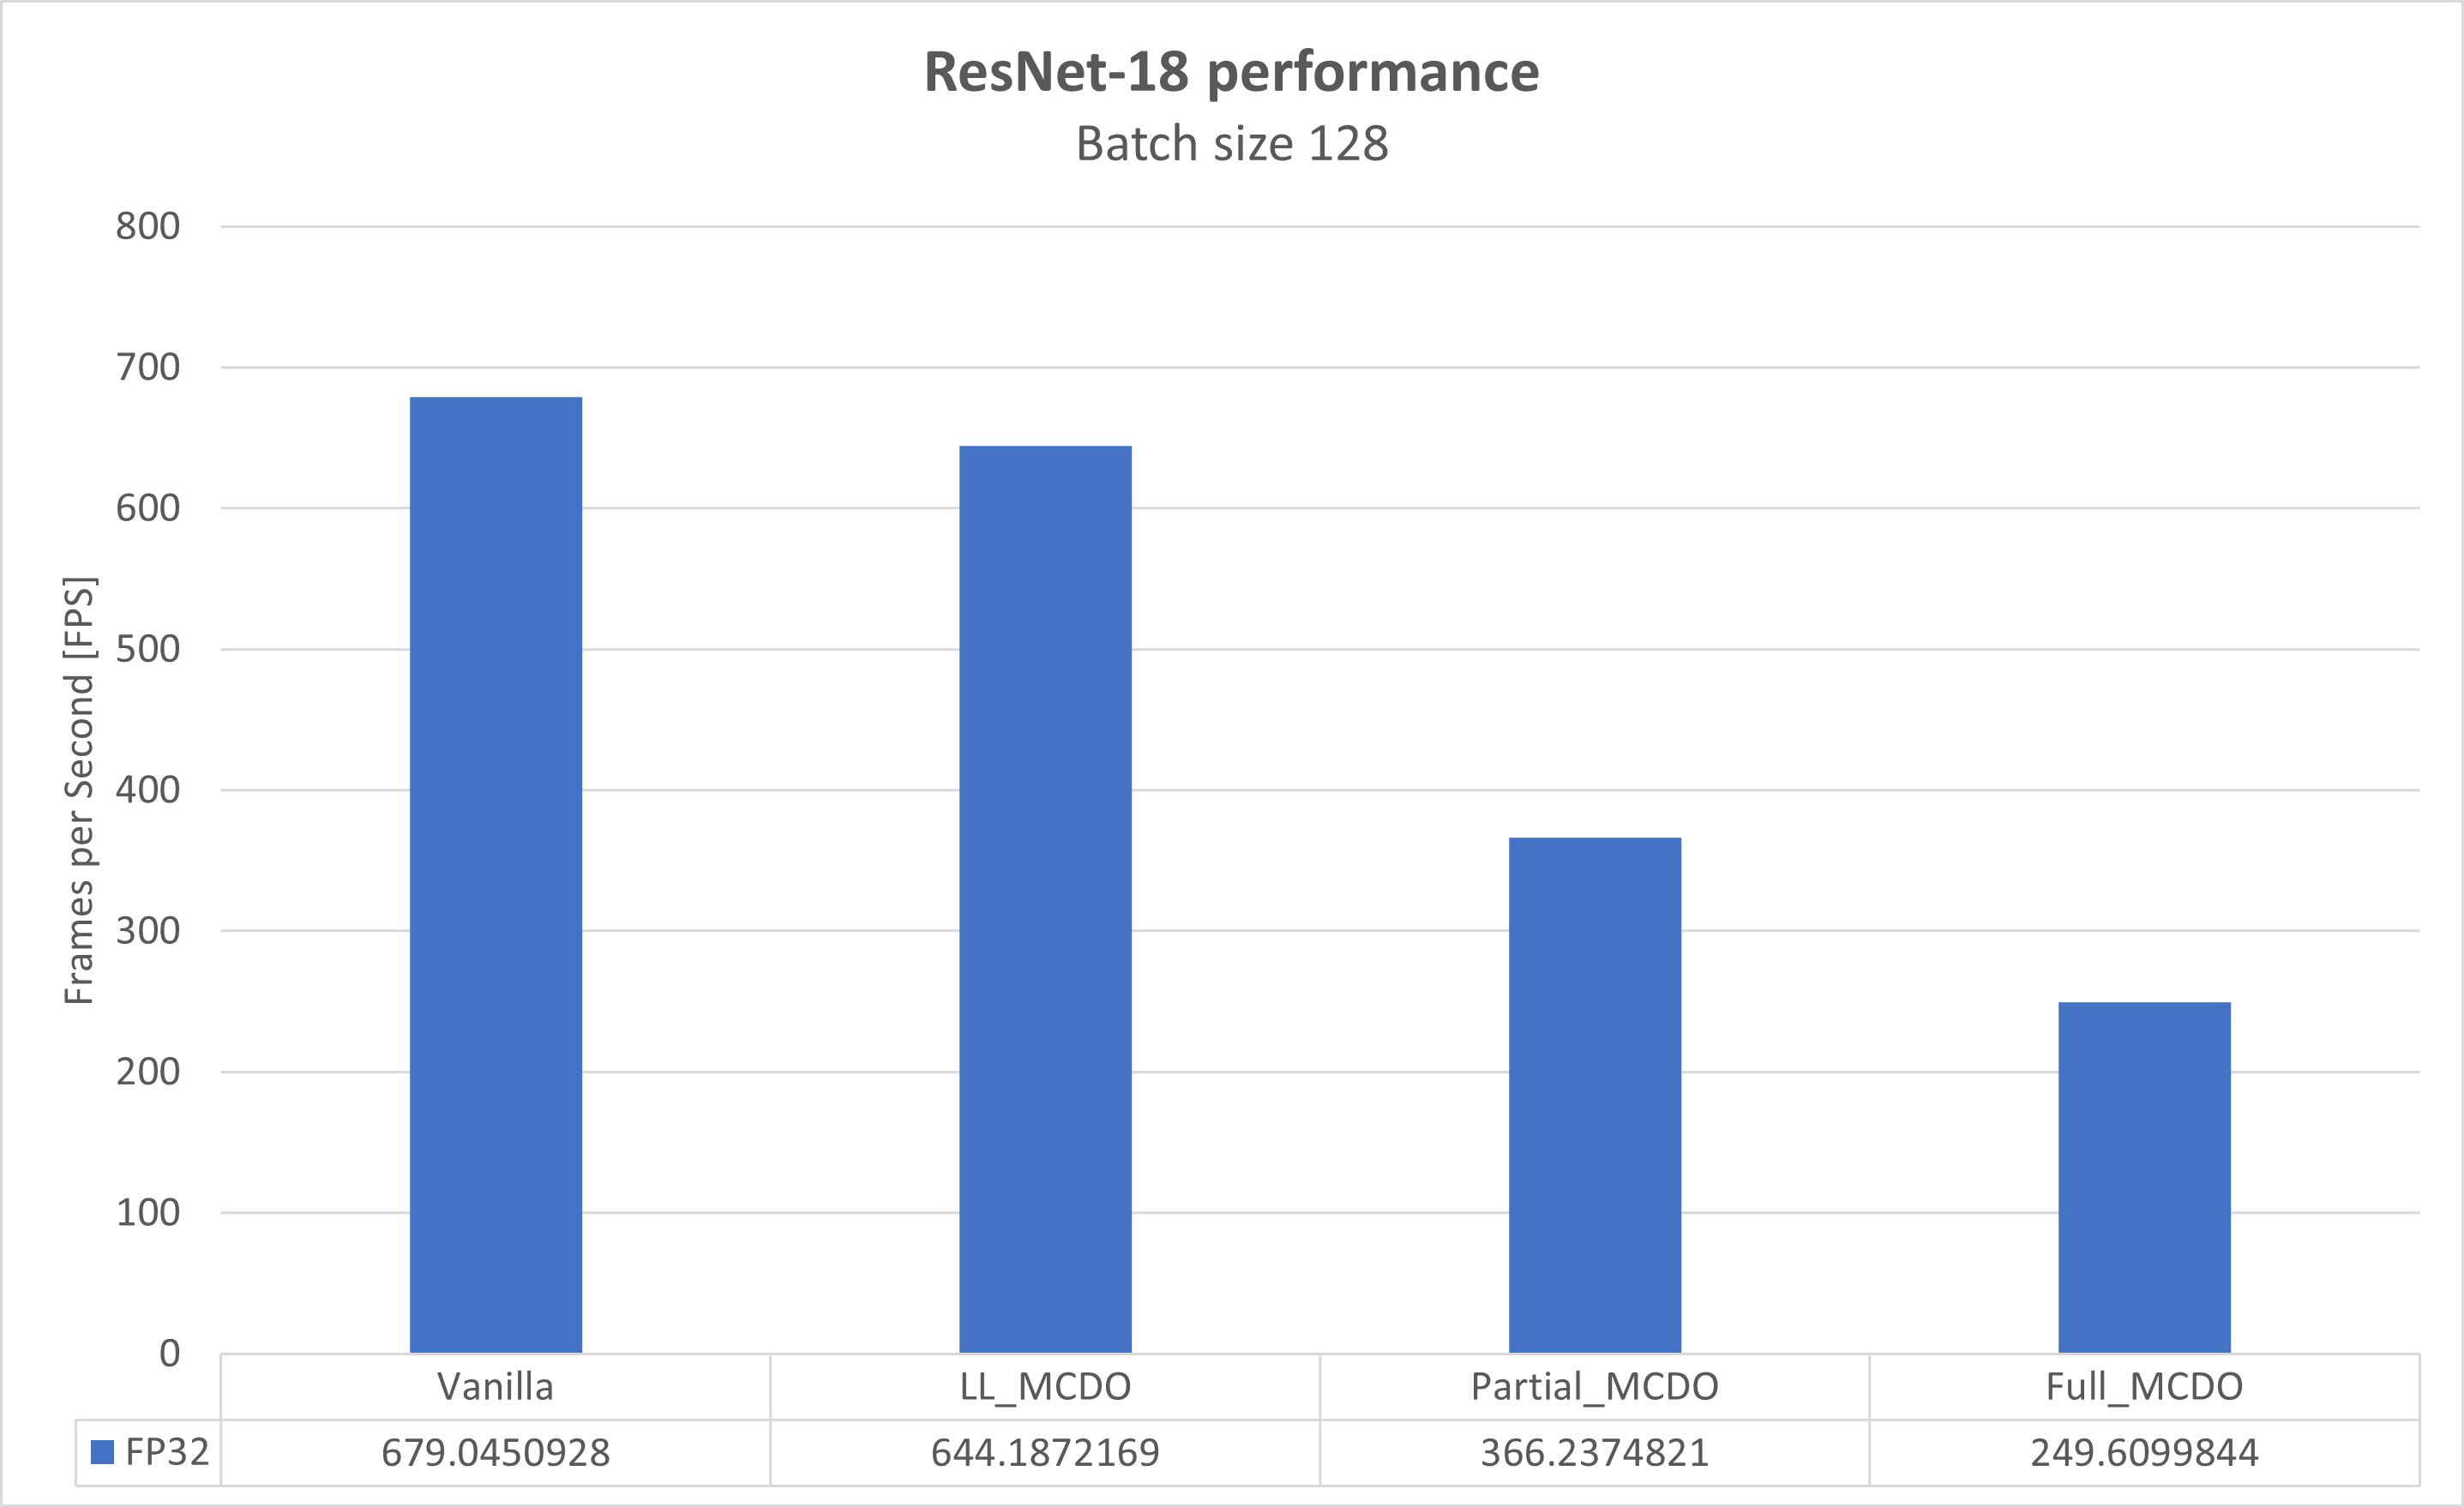 ResNet-18 performance
Batch size 128
Frames per Second [FPS]
800
700
600
500
400
300
200
100
0
Vanilla LL_MCDO Partial_MCDO Full_MCDO
FP32 679.0450928 644.1872169 366.2374821 249.6099844